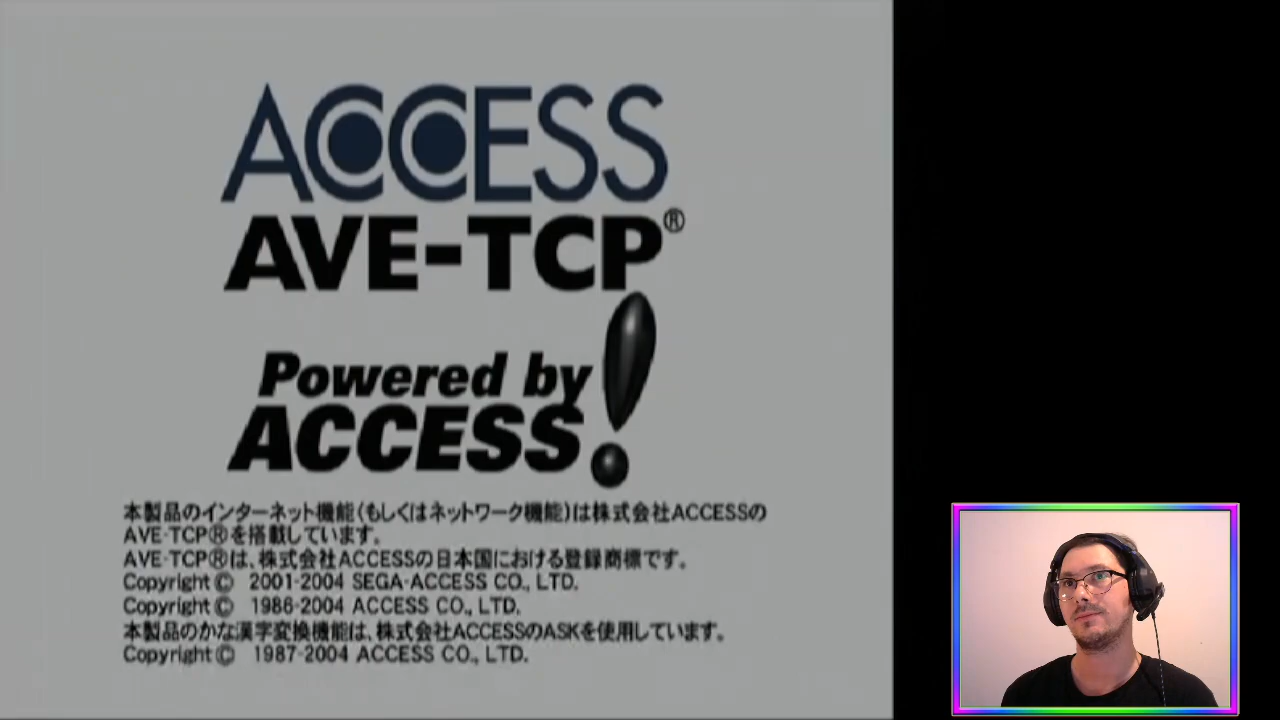 ACCESS
AVE-TCP®
Powered by
ACCESS!
本製品のインターネット機能(もしくはネットワーク機能)は株式会社ACCESSの
AVE-TCP®を搭載しています。
AVE-TCP®は、株式会社ACCESSの日本国における登録商標です。
Copyright© 2001-2004 SEGA-ACCESS CO., LTD.
Copyright© 1986-2004 ACCESS CO., LTD.
本製品のかな漢字変換機能は、株式会社ACCESSのASKを使用しています。
Copyright© 1987-2004 ACCESS CO., LTD.